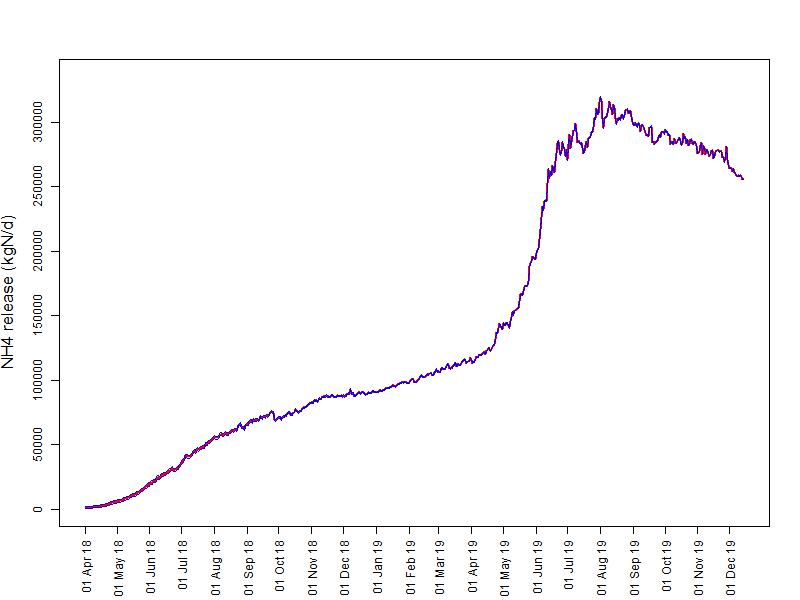 NH4 release (kgN/d)
300000
250000
200000
150000
100000
50000
0
01 Apr 18
01 May 18
01 Jun 18
01 Jul 18
01 Aug 18
01 Sep 18
01 Oct 18
01 Nov 18
01 Dec 18
01 Jan 19
01 Feb 19
01 Mar 19
01 Apr 19
01 May 19
01 Jun 19
01 Jul 19
01 Aug 19
01 Sep 19
01 Oct 19
01 Nov 19
01 Dec 19